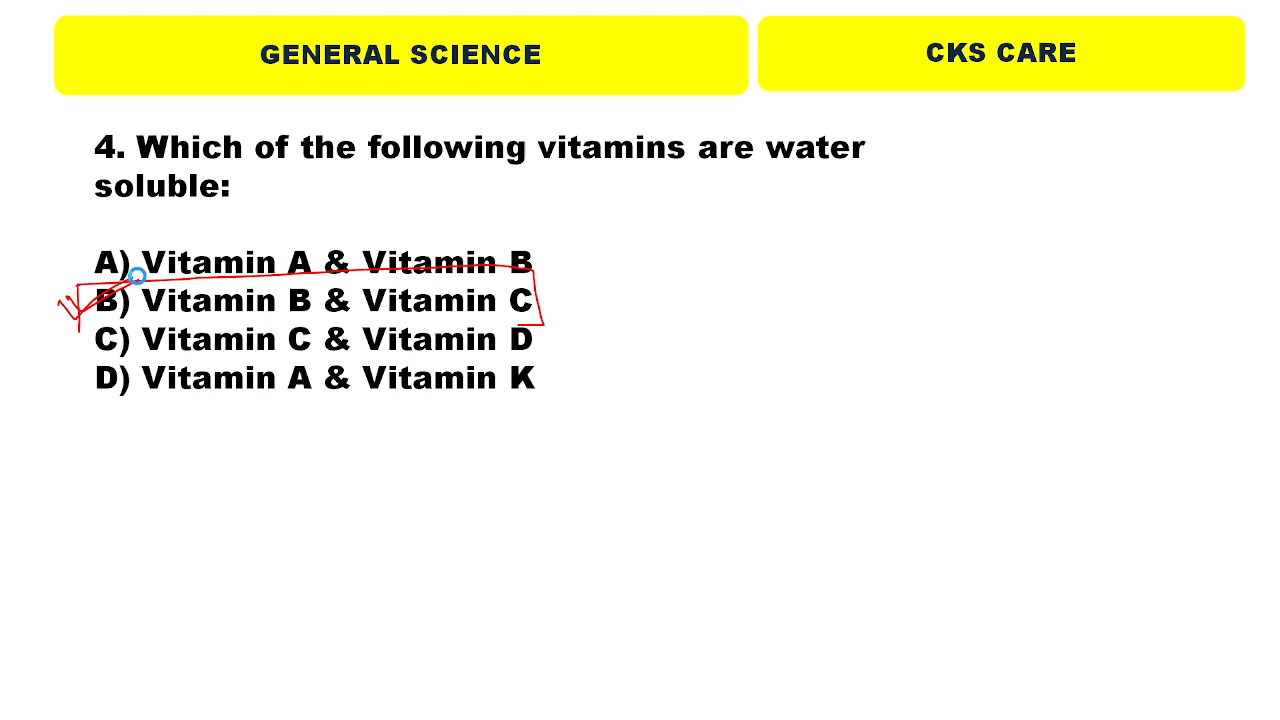 GENERAL SCIENCE
CKS CARE
4. Which of the following vitamins are water
soluble:
A) Vitamin A & Vitamin B
B) Vitamin B & Vitamin C
C) Vitamin C & Vitamin D
D) Vitamin A & Vitamin K